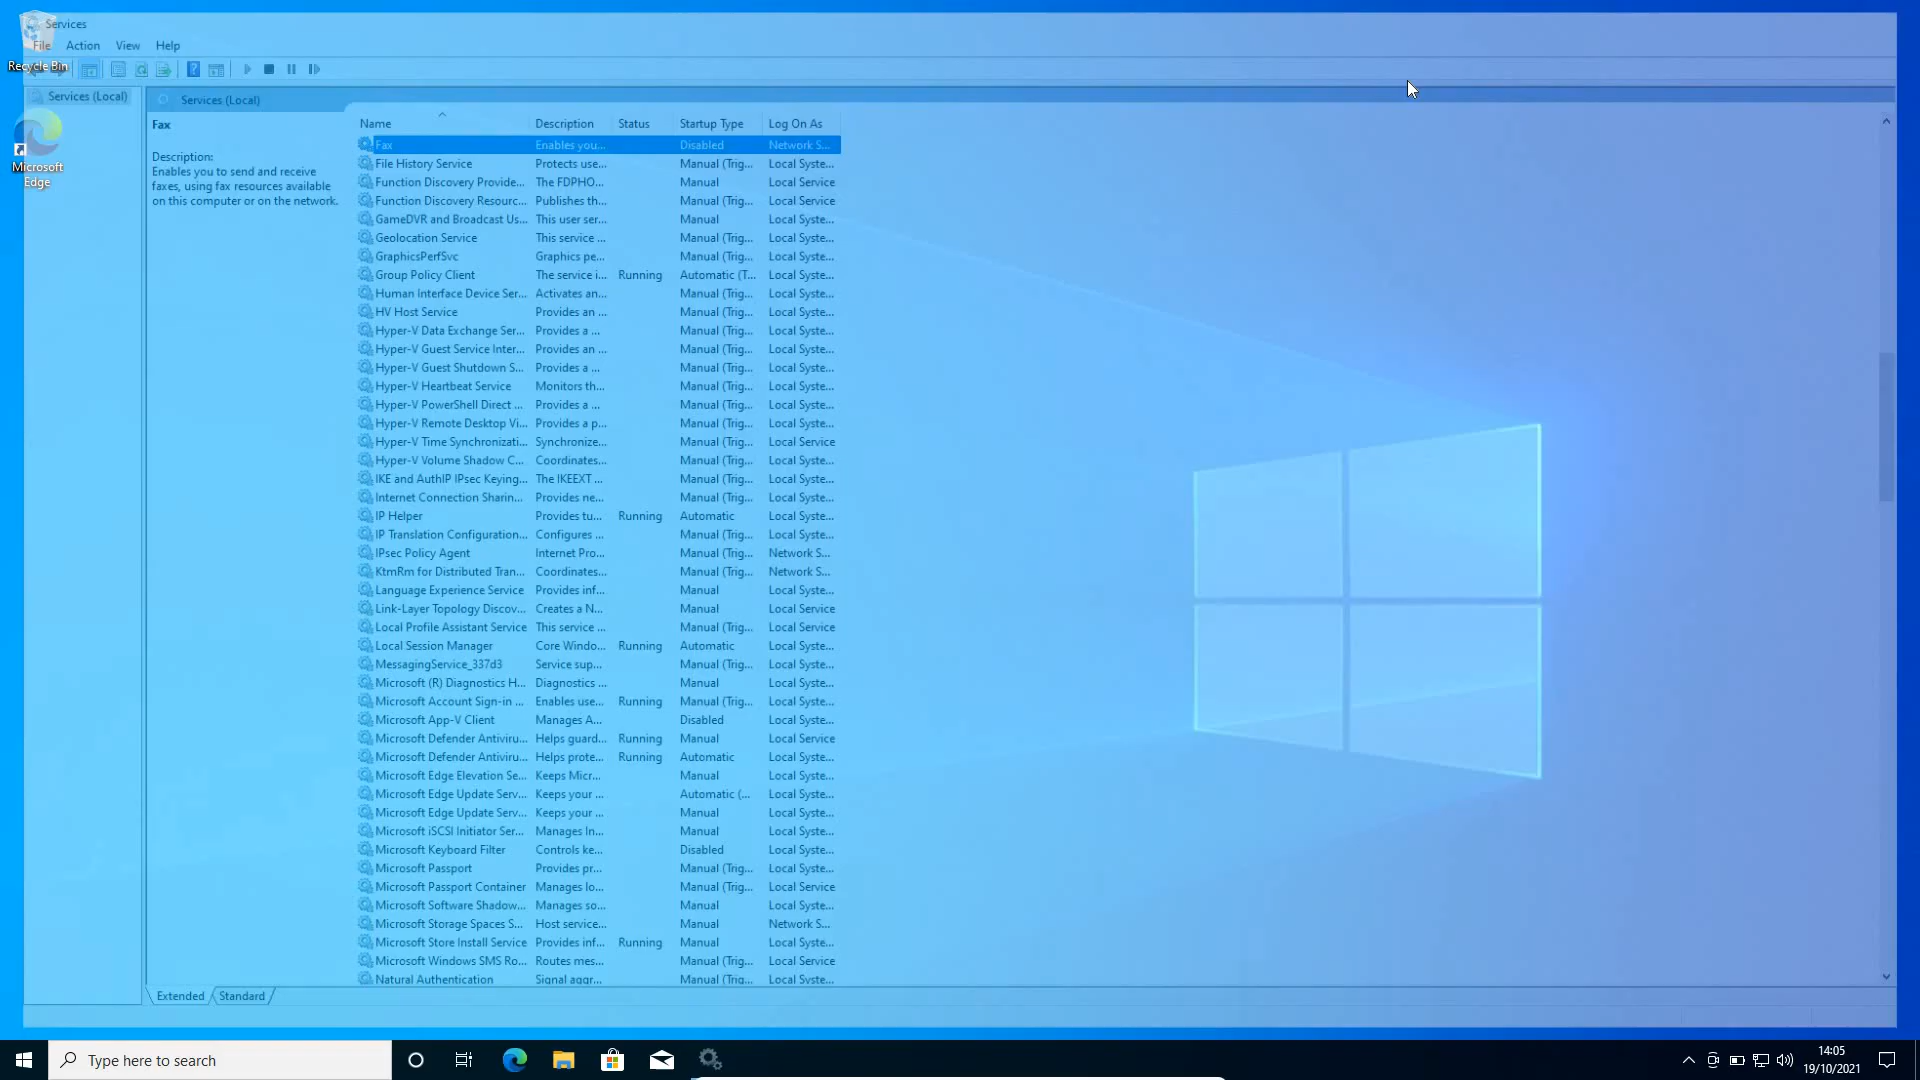 Services
File Action View Help
Recycle Bin
Services (Local)
Services (Local)
Microsoft
Edge
Fax
Description:
Enables you to send and receive
faxes, using fax resources available
on this computer or on the network.
Name Description Status Startup Type Log On As
Fax Enables you... Disabled Network S...
File History Service Protects use... Manual (Trig... Local Syste...
Function Discovery Provide... The FDPHO... Manual Local Service
Function Discovery Resourc... Publishes th... Manual (Trig... Local Service
GameDVR and Broadcast Us... This user ser... Manual Local Syste...
Geolocation Service This service ... Manual (Trig... Local Syste...
GraphicsPerfSvc Graphics pe... Manual (Trig... Local Syste...
Group Policy Client The service i... Running Automatic (T... Local Syste...
Human Interface Device Ser... Activates an... Manual (Trig... Local Syste...
HV Host Service Provides an ... Manual (Trig... Local Syste...
Hyper-V Data Exchange Ser... Provides a ... Manual (Trig... Local Syste...
Hyper-V Guest Service Inter... Provides an ... Manual (Trig... Local Syste...
Hyper-V Guest Shutdown S... Provides a ... Manual (Trig... Local Syste...
Hyper-V Heartbeat Service Monitors th... Manual (Trig... Local Syste...
Hyper-V PowerShell Direct ... Provides a ... Manual (Trig... Local Syste...
Hyper-V Remote Desktop Vi... Provides a p... Manual (Trig... Local Syste...
Hyper-V Time Synchronizati... Synchronize... Manual (Trig... Local Service
Hyper-V Volume Shadow C... Coordinates... Manual (Trig... Local Syste...
IKE and AuthIP IPsec Keying... The IKEEXT ... Manual (Trig... Local Syste...
Internet Connection Sharin... Provides ne... Manual (Trig... Local Syste...
IP Helper Provides tu... Running Automatic Local Syste...
IP Translation Configuration... Configures ... Manual (Trig... Local Syste...
IPsec Policy Agent Internet Pro... Manual (Trig... Network S...
KtmRm for Distributed Tran... Coordinates... Manual (Trig... Network S...
Language Experience Service Provides inf... Manual Local Syste...
Link-Layer Topology Discov... Creates a N... Manual Local Service
Local Profile Assistant Service This service ... Manual (Trig... Local Service
Local Session Manager Core Windo... Running Automatic Local Syste...
MessagingService_337d3 Service sup... Manual (Trig... Local Syste...
Microsoft (R) Diagnostics H... Diagnostics ... Manual Local Syste...
Microsoft Account Sign-in ... Enables use... Running Manual (Trig... Local Syste...
Microsoft App-V Client Manages A... Disabled Local Syste...
Microsoft Defender Antiviru... Helps guard... Running Manual Local Service
Microsoft Defender Antiviru... Helps prote... Running Automatic Local Syste...
Microsoft Edge Elevation Se... Keeps Micr... Manual Local Syste...
Microsoft Edge Update Serv... Keeps your ... Automatic (... Local Syste...
Microsoft Edge Update Serv... Keeps your ... Manual Local Syste...
Microsoft iSCSI Initiator Ser... Manages In... Manual Local Syste...
Microsoft Keyboard Filter Controls ke... Disabled Local Syste...
Microsoft Passport Provides pr... Manual (Trig... Local Syste...
Microsoft Passport Container Manages lo... Manual (Trig... Local Service
Microsoft Software Shadow... Manages so... Manual Local Syste...
Microsoft Storage Spaces S... Host service... Manual Network S...
Microsoft Store Install Service Provides inf... Running Manual Local Syste...
Microsoft Windows SMS Ro... Routes mes... Manual (Trig... Local Service
Natural Authentication Signal aggr... Manual (Trig... Local Syste...
Extended Standard
Type here to search
14:05
19/10/2021